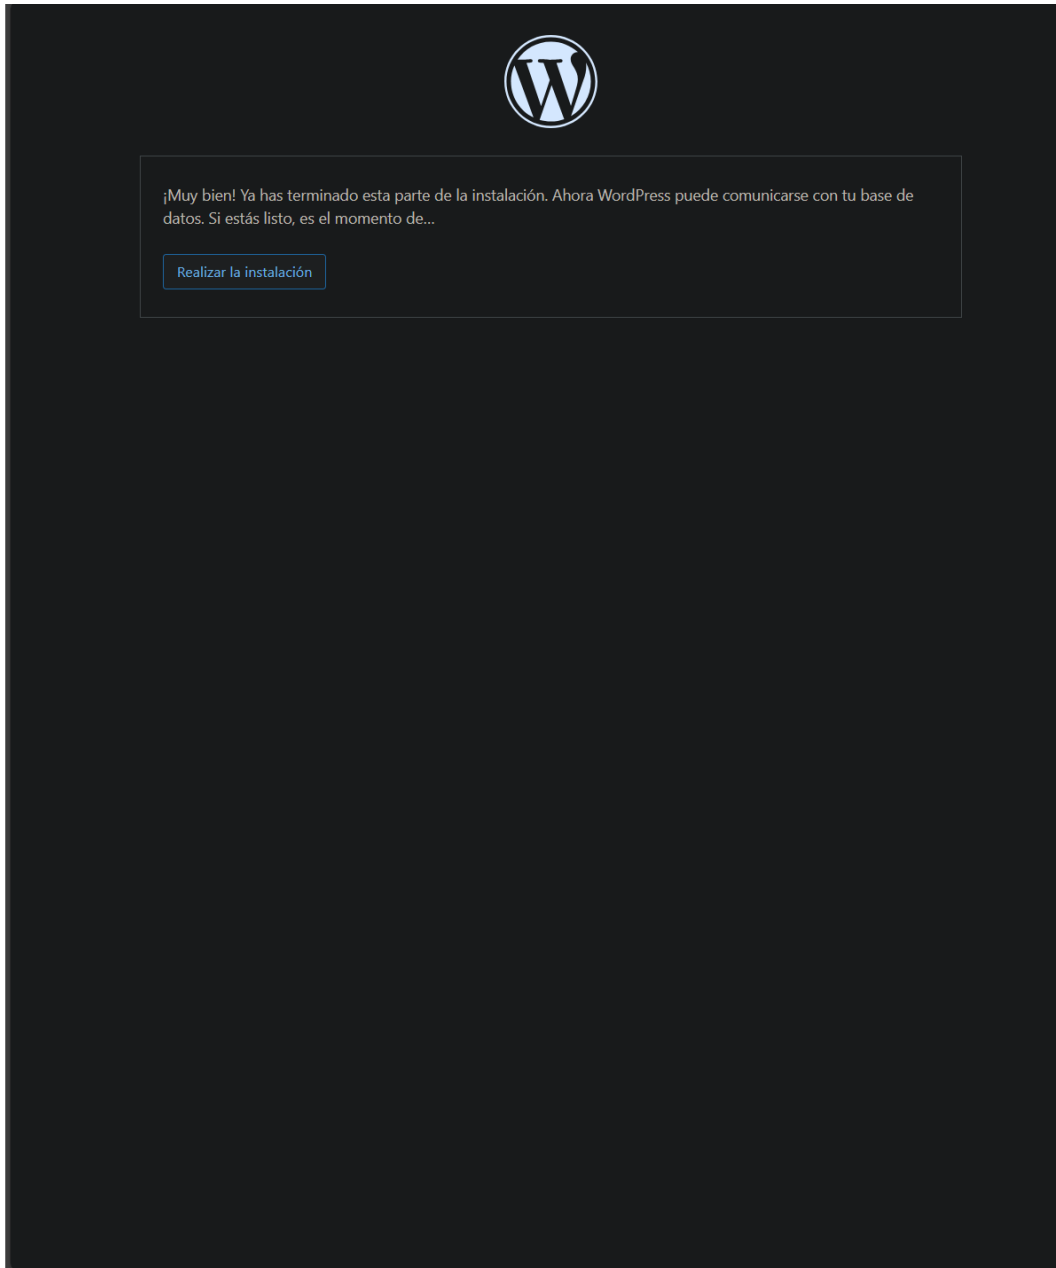 ¡Muy bien! Ya has terminado esta parte de la instalación. Ahora WordPress puede comunicarse con tu base de
datos. Si estás listo, es el momento de...
Realizar la instalación